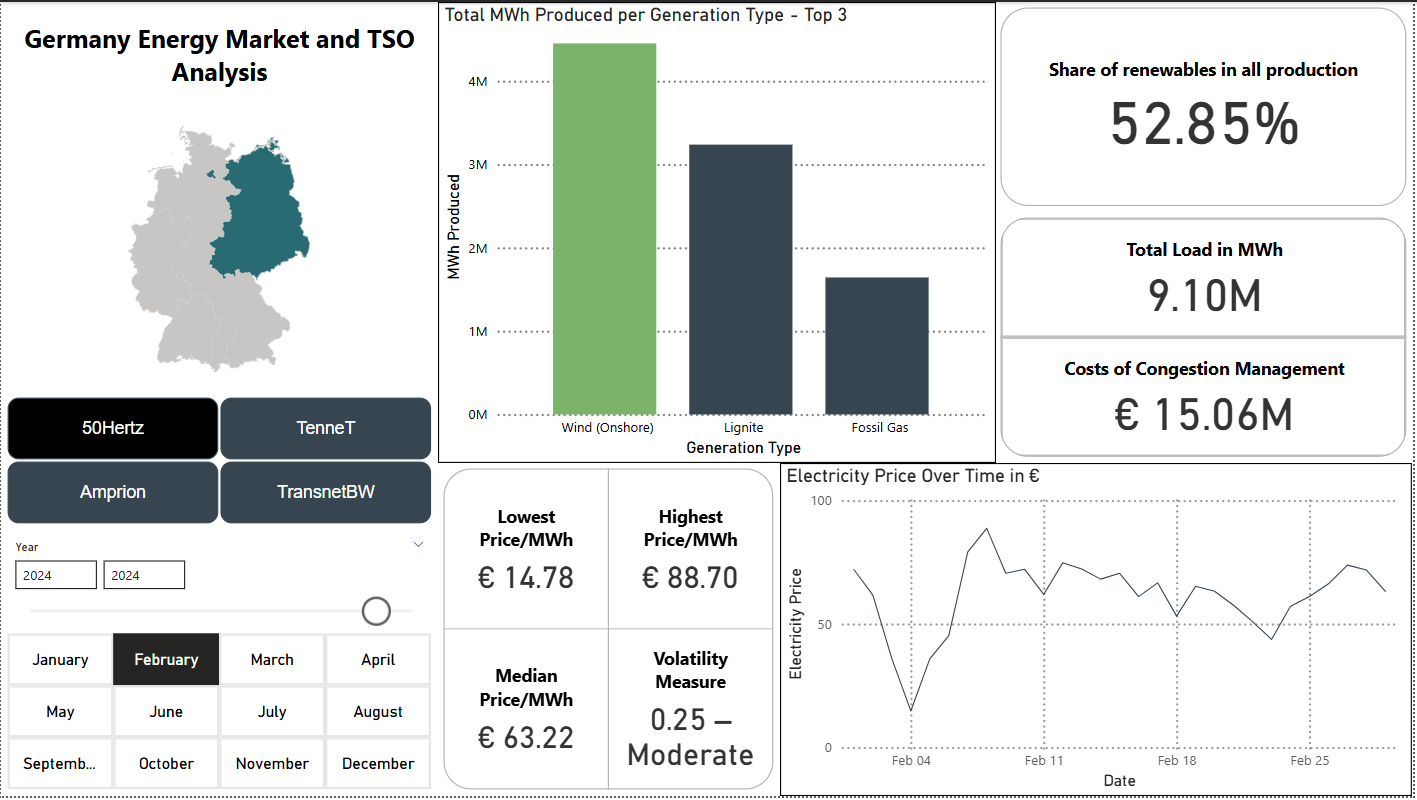 Germany Energy Market and TSO
Analysis
50Hertz
TenneT
Amprion
TransnetBW
Year
2024
2024
January
February
March
April
May
June
July
August
Septemb...
October
November
December
Total MWh Produced per Generation Type - Top 3
MWh Produced
4M
3M
2M
1M
0M
Wind (Onshore)
Lignite
Fossil Gas
Generation Type
Share of renewables in all production
52.85%
Total Load in MWh
9.10M
Costs of Congestion Management
€ 15.06M
Lowest
Price/MWh
€ 14.78
Highest
Price/MWh
€ 88.70
Median
Price/MWh
€ 63.22
Volatility
Measure
0.25 –
Moderate
Electricity Price Over Time in €
Electricity Price
100
50
0
Feb 04
Feb 11
Feb 18
Feb 25
Date